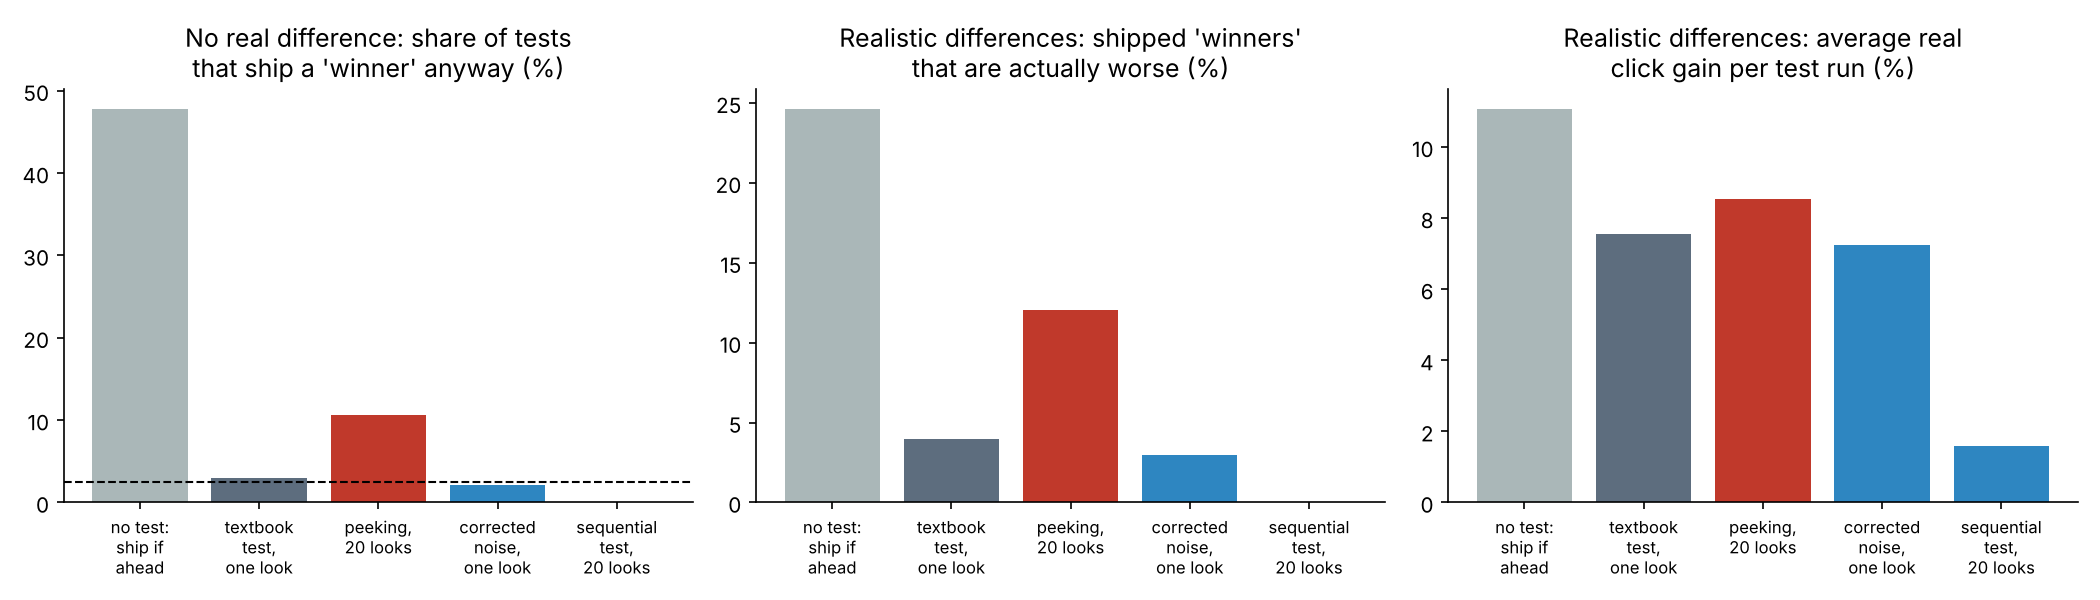 No real difference: share of tests
that ship a 'winner' anyway (%)
50
40
30
20
10
0
no test:
ship if
ahead
textbook
test,
one look
peeking,
20 looks
corrected
noise,
one look
sequential
test,
20 looks
Realistic differences: shipped 'winners'
that are actually worse (%)
25
20
15
10
5
0
no test:
ship if
ahead
textbook
test,
one look
peeking,
20 looks
corrected
noise,
one look
sequential
test,
20 looks
Realistic differences: average real
click gain per test run (%)
10
8
6
4
2
0
no test:
ship if
ahead
textbook
test,
one look
peeking,
20 looks
corrected
noise,
one look
sequential
test,
20 looks